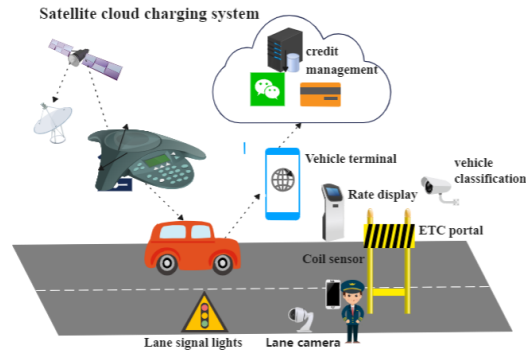 Satellite cloud charging system
credit
management
Vehicle terminal
vehicle
classification
Rate display
ETC portal
Coil sensor
Lane signal lights
Lane camera